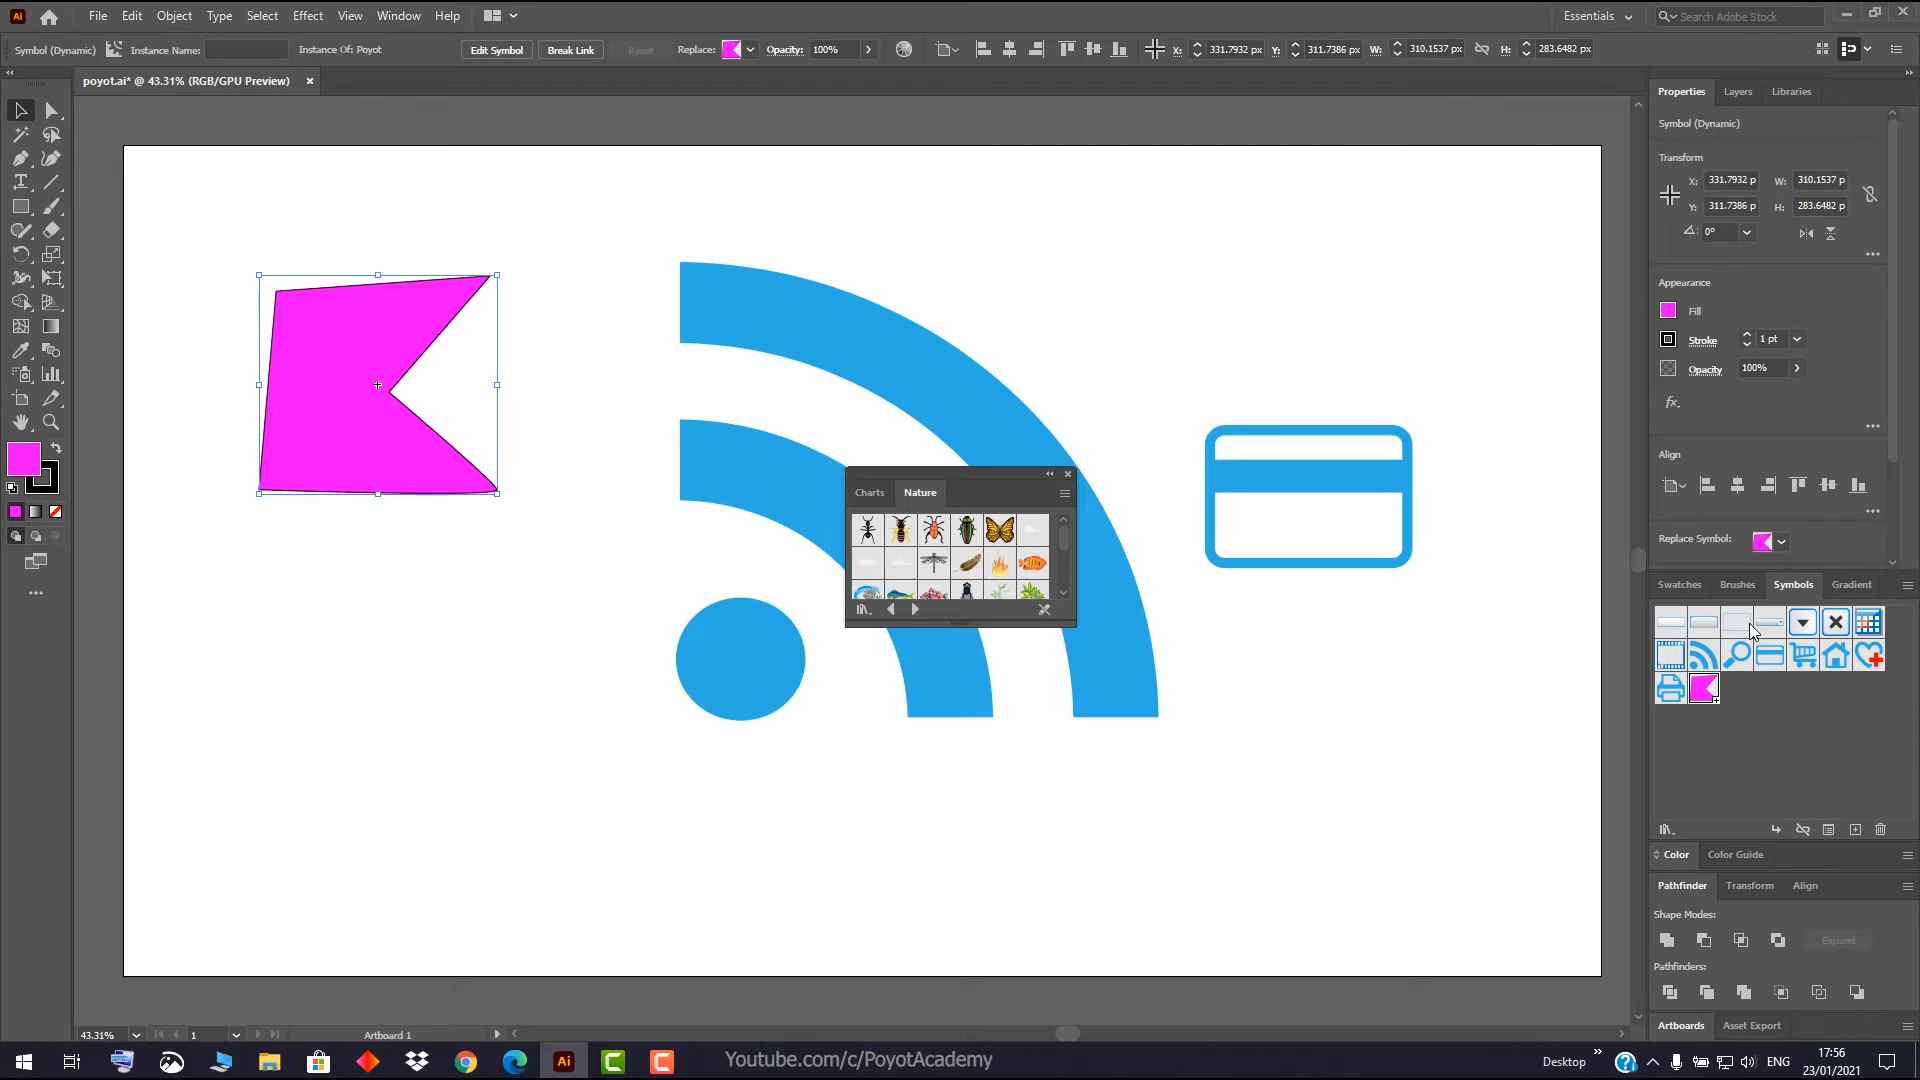 Ai File Edit Object Type Select Effect View Window Help Essentials Search Adobe Stock
Symbol (Dynamic) Instance Name: Instance Of: Poyot Edit Symbol Break Link Reset Replace: Opacity: 100% X: 331.7932 px Y: 311.7386 px W: 310.1537 px H: 283.6482 px
poyot.ai* @ 43.31% (RGB/GPU Preview)
Properties Layers Libraries
Symbol (Dynamic)
Transform
X: 331.7932 p W: 310.1537 p
Y: 311.7386 p H: 283.6482 p
0°
Appearance
Fill
Stroke 1 pt
Opacity 100%
fx
Align
Charts Nature
Replace Symbol:
Swatches Brushes Symbols Gradient
Color Color Guide
Pathfinder Transform Align
Shape Modes:
Expand
Pathfinders:
43.31% 1 Artboard 1
Artboards Asset Export
Ai Youtube.com/c/PoyotAcademy Desktop ENG 17:56
23/01/2021